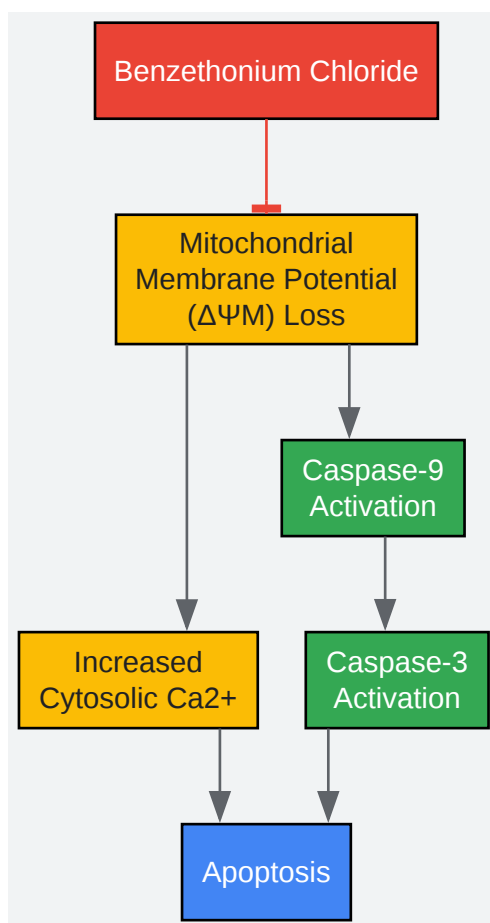 Benzethonium Chloride
Mitochondrial
Membrane Potential
(ΔΨM) Loss
Caspase-9
Activation
Increased
Cytosolic Ca2+
Caspase-3
Activation
Apoptosis